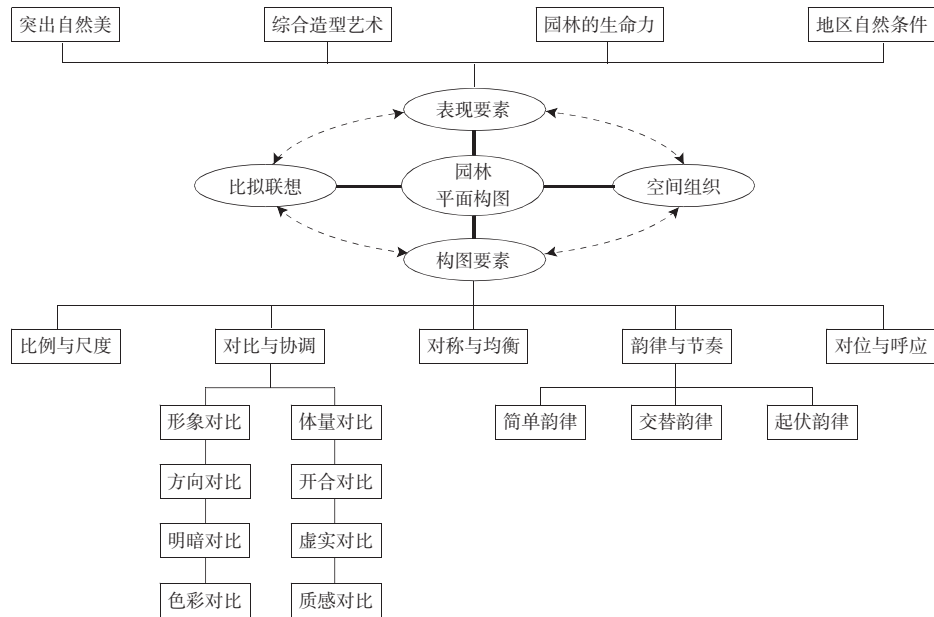 突出自然美
综合造型艺术
园林的生命力
地区自然条件
表现要素
比拟联想
园林
平面构图
空间组织
构图要素
比例与尺度
对比与协调
对称与均衡
韵律与节奏
对位与呼应
形象对比
体量对比
简单韵律
交替韵律
起伏韵律
方向对比
开合对比
明暗对比
虚实对比
色彩对比
质感对比